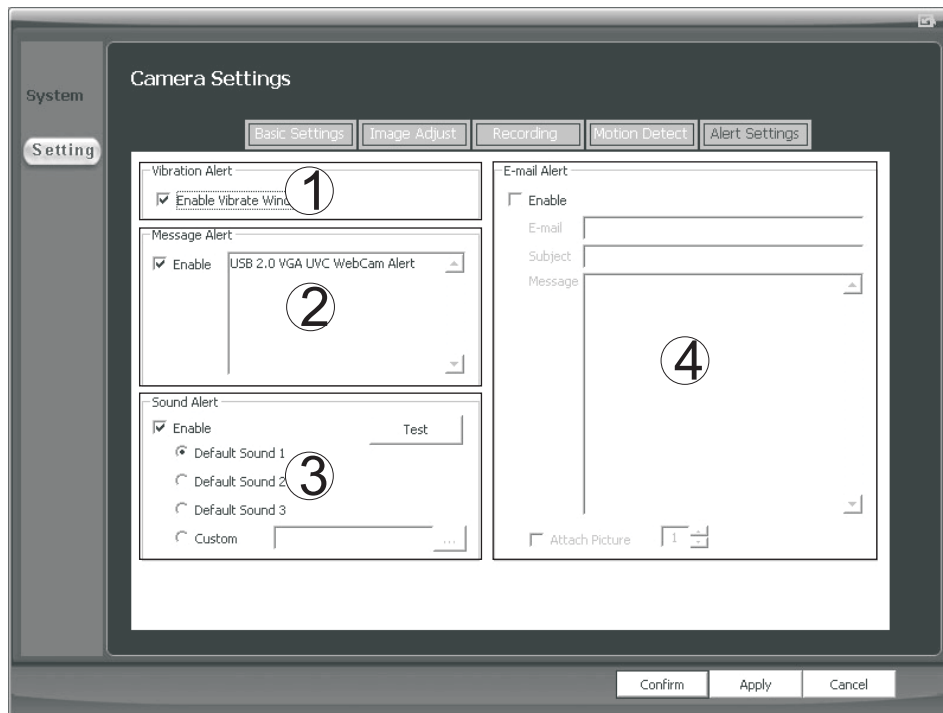 System
Setting
Camera Settings
Basic Settings
Image Adjust
Recording
Motion Detect
Alert Settings
Vibration Alert
Enable Vibrate
1
Message Alert
Enable
USB 2.0 VGA UVC WebCam Alert
2
Sound Alert
Enable
Test
Default Sound 1
Default Sound 2
Default Sound 3
3
Custom
...
E-mail Alert
Enable
E-mail
Subject
Message
4
Attach Picture
1
Confirm
Apply
Cancel